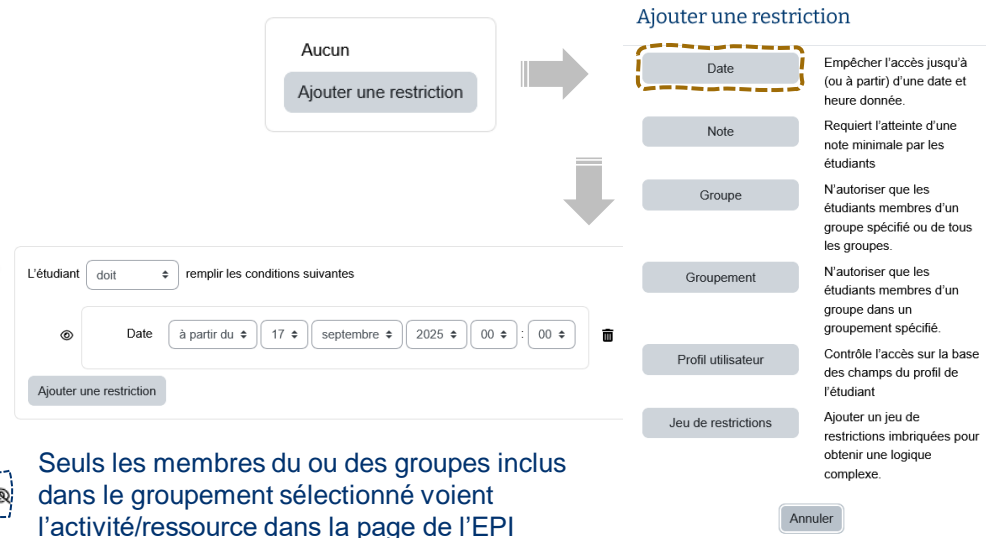 Aucun
Ajouter une restriction
Ajouter une restriction
Date
Empêcher l’accès jusqu’à
(ou à partir) d’une date et
heure donnée.
Note
Requiert l’atteinte d’une
note minimale par les
étudiants
Groupe
N’autoriser que les
étudiants membres d’un
groupe spécifié ou de tous
les groupes.
Groupement
N’autoriser que les
étudiants membres d’un
groupe dans un
groupement spécifié.
Profil utilisateur
Contrôle l’accès sur la base
des champs du profil de
l’étudiant
Jeu de restrictions
Ajouter un jeu de
restrictions imbriquées pour
obtenir une logique
complexe.
Annuler
L’étudiant doit remplir les conditions suivantes
Date à partir du 17 septembre 2025 00 : 00
Ajouter une restriction
Seuls les membres du ou des groupes inclus
dans le groupement sélectionné voient
l’activité/ressource dans la page de l’EPI